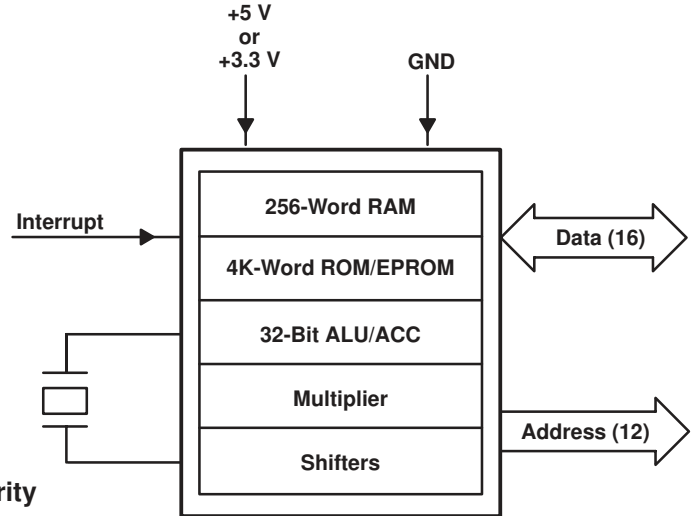 +5 V
or
+3.3 V
GND
Interrupt
256-Word RAM
Data (16)
4K-Word ROM/EPROM
32-Bit ALU/ACC
Multiplier
Address (12)
Shifters
rity